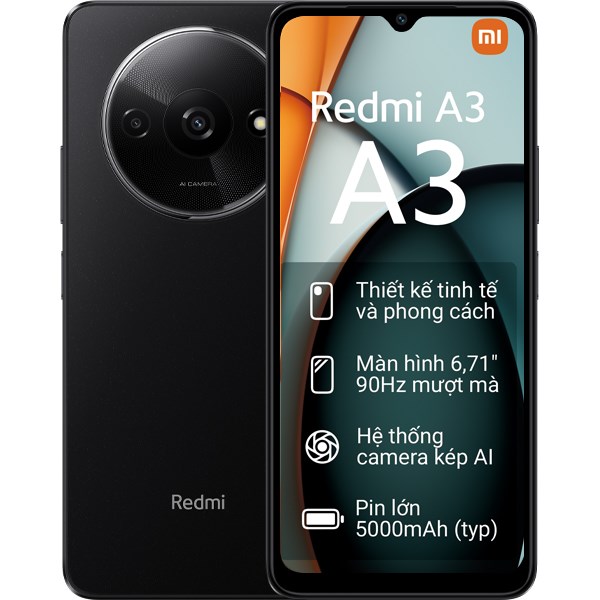 AI CAMERA
Redmi
mi
Redmi A3
A3
Thiết kế tinh tế
và phong cách
Màn hình 6,71"
90Hz mượt mà
Hệ thống
camera kép AI
Pin lớn
5000mAh (typ)